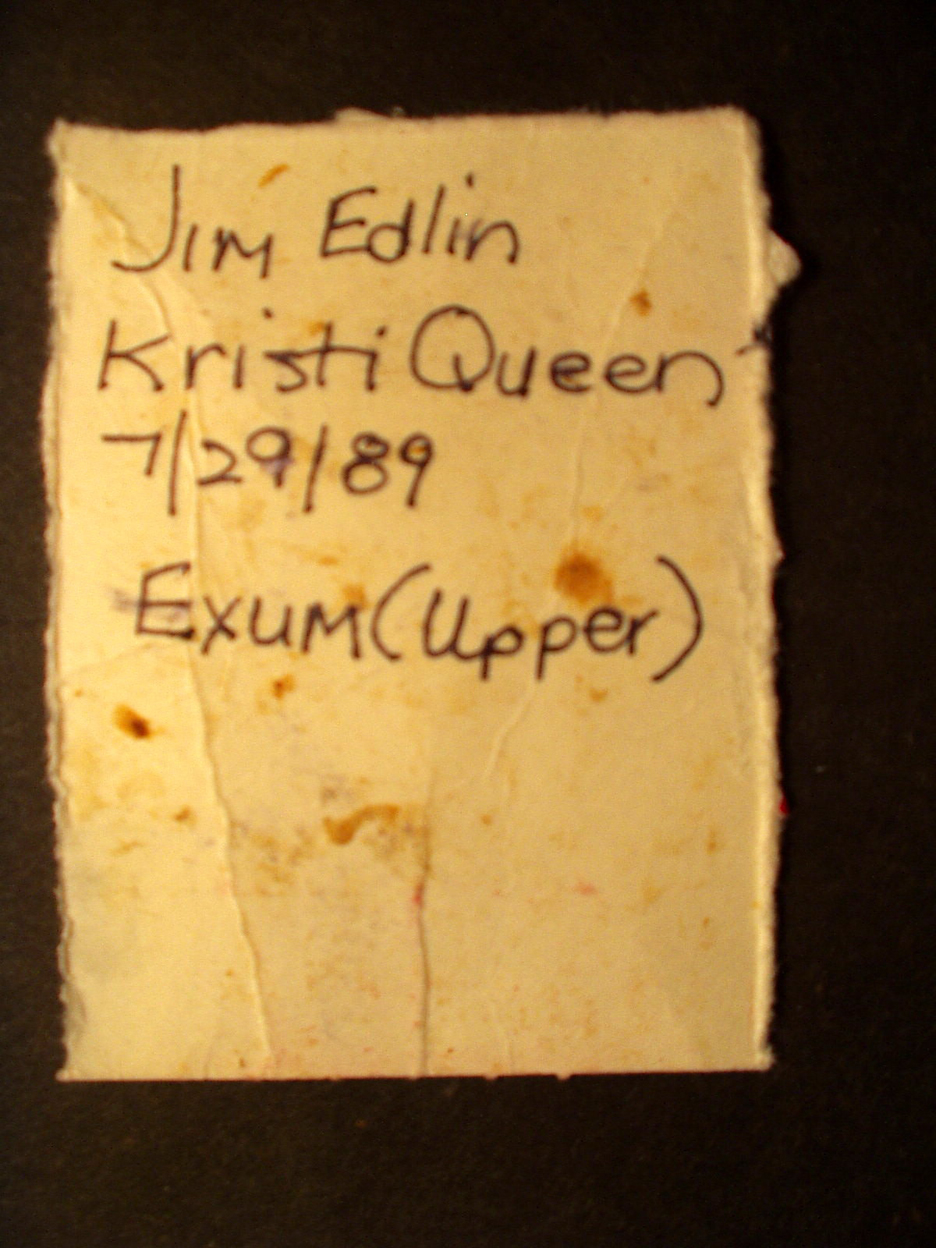 Jim Edlin
Kristi Queen
7/29/89
Exum (Upper)